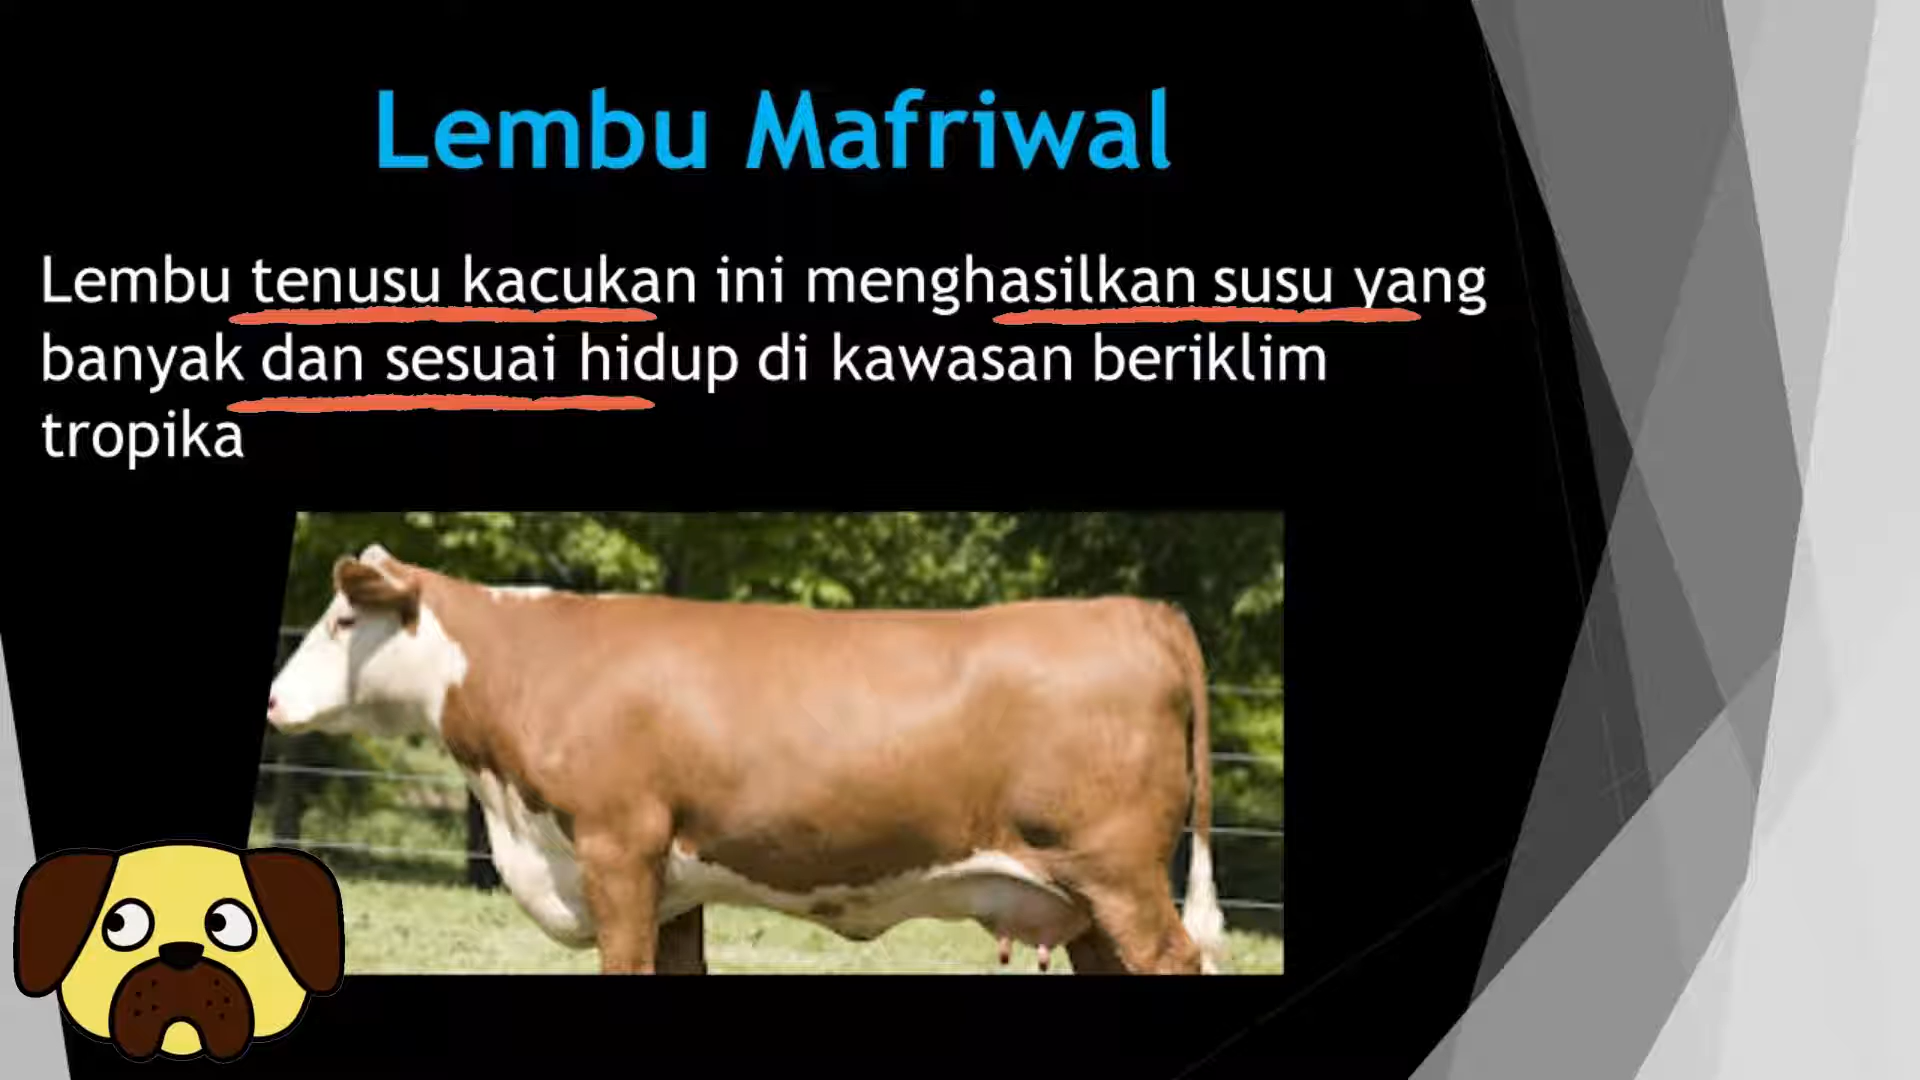 Lembu Mafriwal
Lembu tenusu kacukan ini menghasilkan susu yang
banyak dan sesuai hidup di kawasan beriklim
tropika